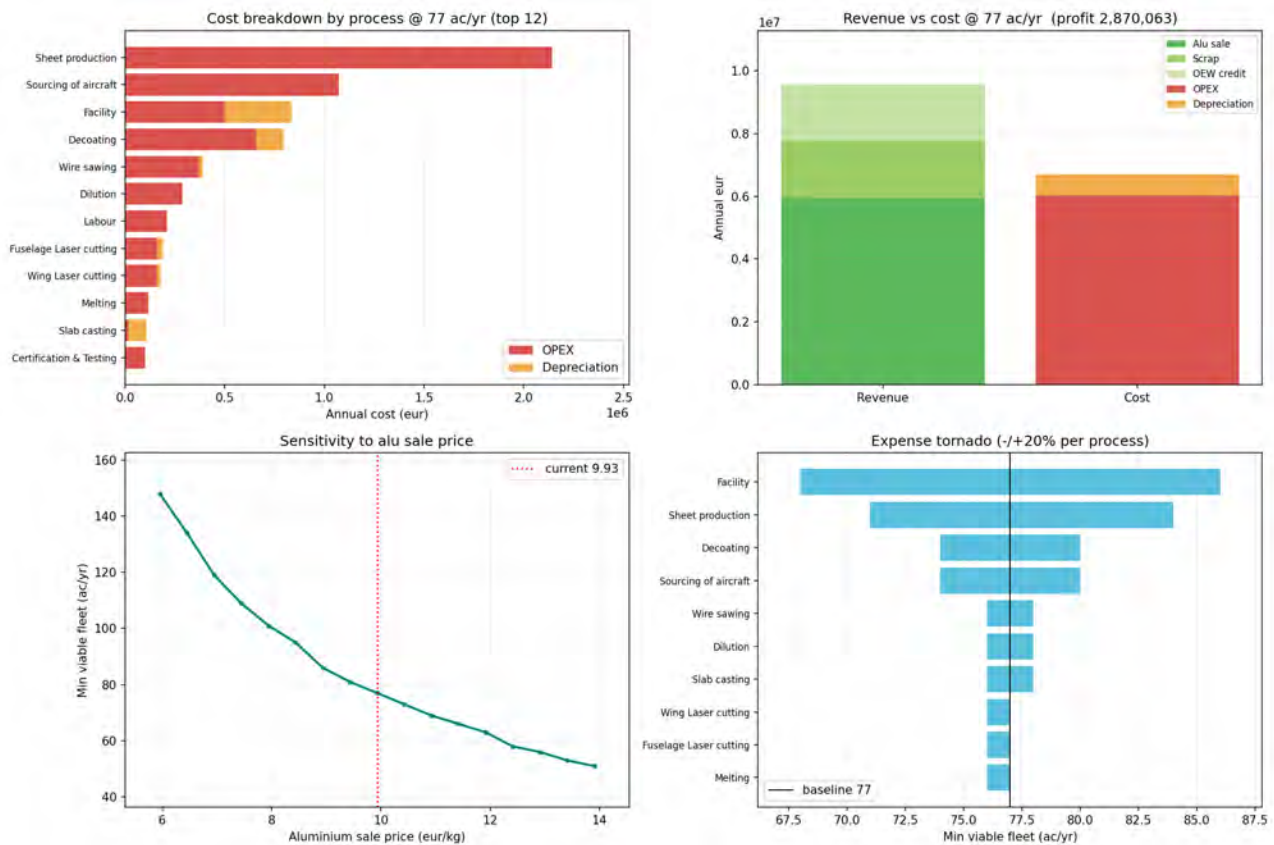 Cost breakdown by process @ 77 ac/yr (top 12)
Sheet production
Sourcing of aircraft
Facility
Decoating
Wire sawing
Dilution
Labour
Fuselage Laser cutting
Wing Laser cutting
Melting
Slab casting
Certification & Testing
OPEX
Depreciation
0.0 0.5 1.0 1.5 2.0 2.5
1e6
Annual cost (eur)
Revenue vs cost @ 77 ac/yr (profit 2,870,063)
1e7
Alu sale
Scrap
OEW credit
OPEX
Depreciation
Annual eur
1.0
0.8
0.6
0.4
0.2
0.0
Revenue Cost
Sensitivity to alu sale price
current 9.93
Min viable fleet (ac/yr)
160
140
120
100
80
60
40
6 8 10 12 14
Aluminium sale price (eur/kg)
Expense tornado (-/+20% per process)
Facility
Sheet production
Decoating
Sourcing of aircraft
Wire sawing
Dilution
Slab casting
Wing Laser cutting
Fuselage Laser cutting
Melting
baseline 77
67.5 70.0 72.5 75.0 77.5 80.0 82.5 85.0 87.5
Min viable fleet (ac/yr)